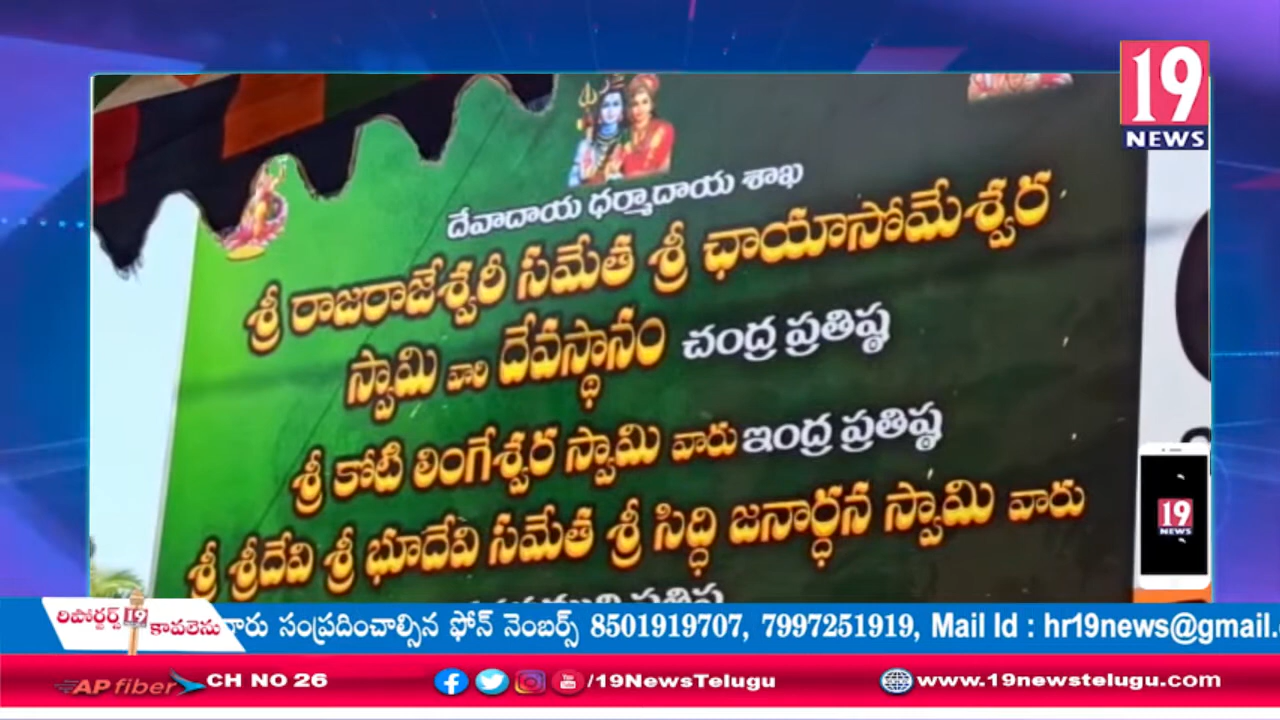 19
NEWS
దేవాదాయ ధర్మాదాయ శాఖ
శ్రీ రాజరాజేశ్వరీ సమేత శ్రీ ఛాయాసోమేశ్వర
స్వామి వారి దేవస్థానం చంద్ర ప్రతిష్ఠ
శ్రీ కోటి లింగేశ్వర స్వామి వారు ఇంద్ర ప్రతిష్ఠ
శ్రీ శ్రీదేవి శ్రీ భూదేవి సమేత శ్రీ సిద్ధి జనార్ధన స్వామి వారు
19
NEWS
రిపోర్టర్స్ 19 కావలెను వారు సంప్రదించాల్సిన ఫోన్ నెంబర్స్ 8501919707, 7997251919, Mail Id : hr19news@gmail.
AP fiber CH NO 26 /19NewsTelugu www.19newstelugu.com